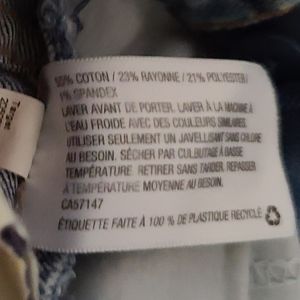 55% COTON / 23% RAYONNE / 21% POLYESTER /
1% SPANDEX
LAVER AVANT DE PORTER. LAVER À LA MACHINE À
L'EAU FROIDE AVEC DES COULEURS SIMILAIRES.
UTILISER SEULEMENT UN JAVELLISANT SANS CHLORE
AU BESOIN. SÉCHER PAR CULBUTAGE À BASSE
TEMPÉRATURE. RETIRER SANS TARDER. REPASSER
À TEMPÉRATURE MOYENNE AU BESOIN.
CA57147
ÉTIQUETTE FAITE À 100 % DE PLASTIQUE RECYCLÉ
Target